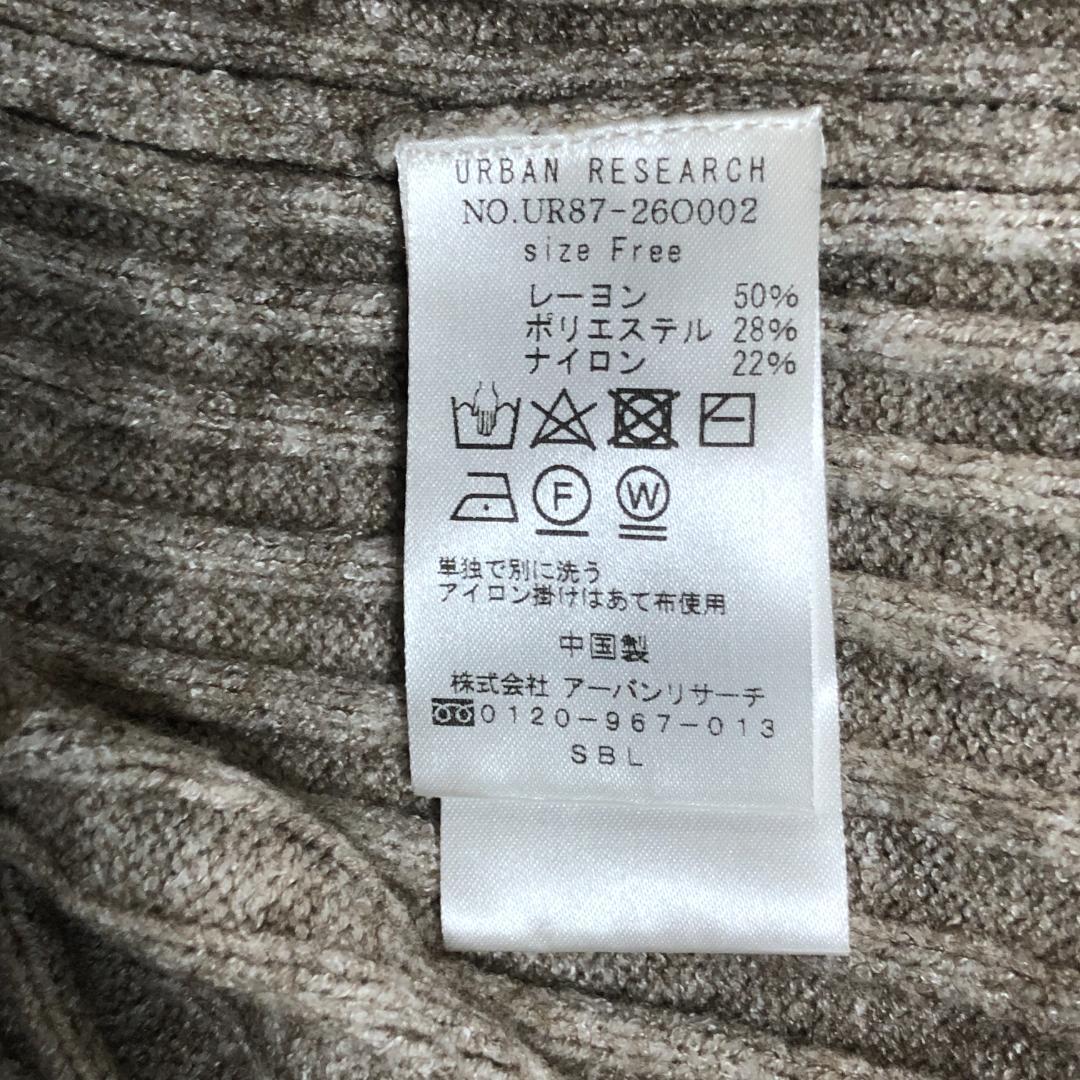 URBAN RESEARCH
NO.UR87-260002
size Free
レーヨン 50%
ポリエステル 28%
ナイロン 22%
F W
単独で別に洗う
アイロン掛けはあて布使用
中国製
株式会社 アーバンリサーチ
0120-967-013
SBL